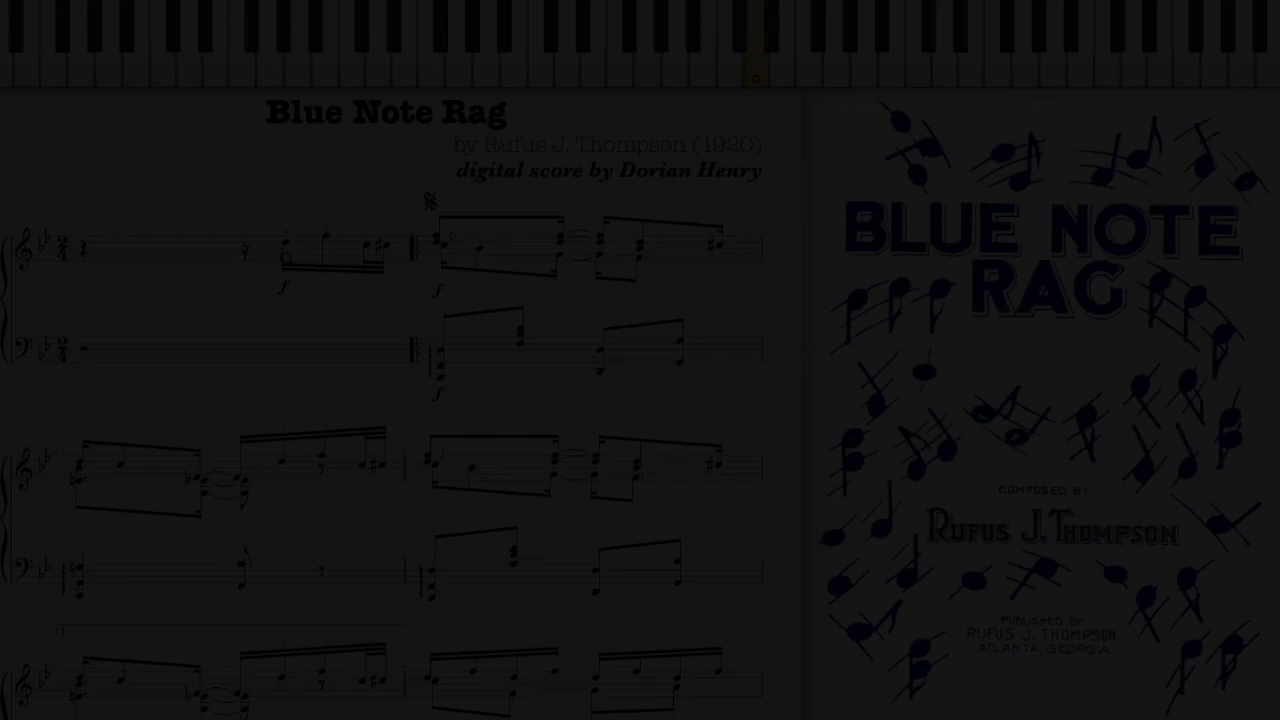 D
Blue Note Rag
by Rufus J. Thompson (1920)
digital score by Dorian Henry
f
f
f
1.
BLUE NOTE
RAG
COMPOSED BY
RUFUS J. THOMPSON
PUBLISHED BY
RUFUS J. THOMPSON
ATLANTA, GEORGIA